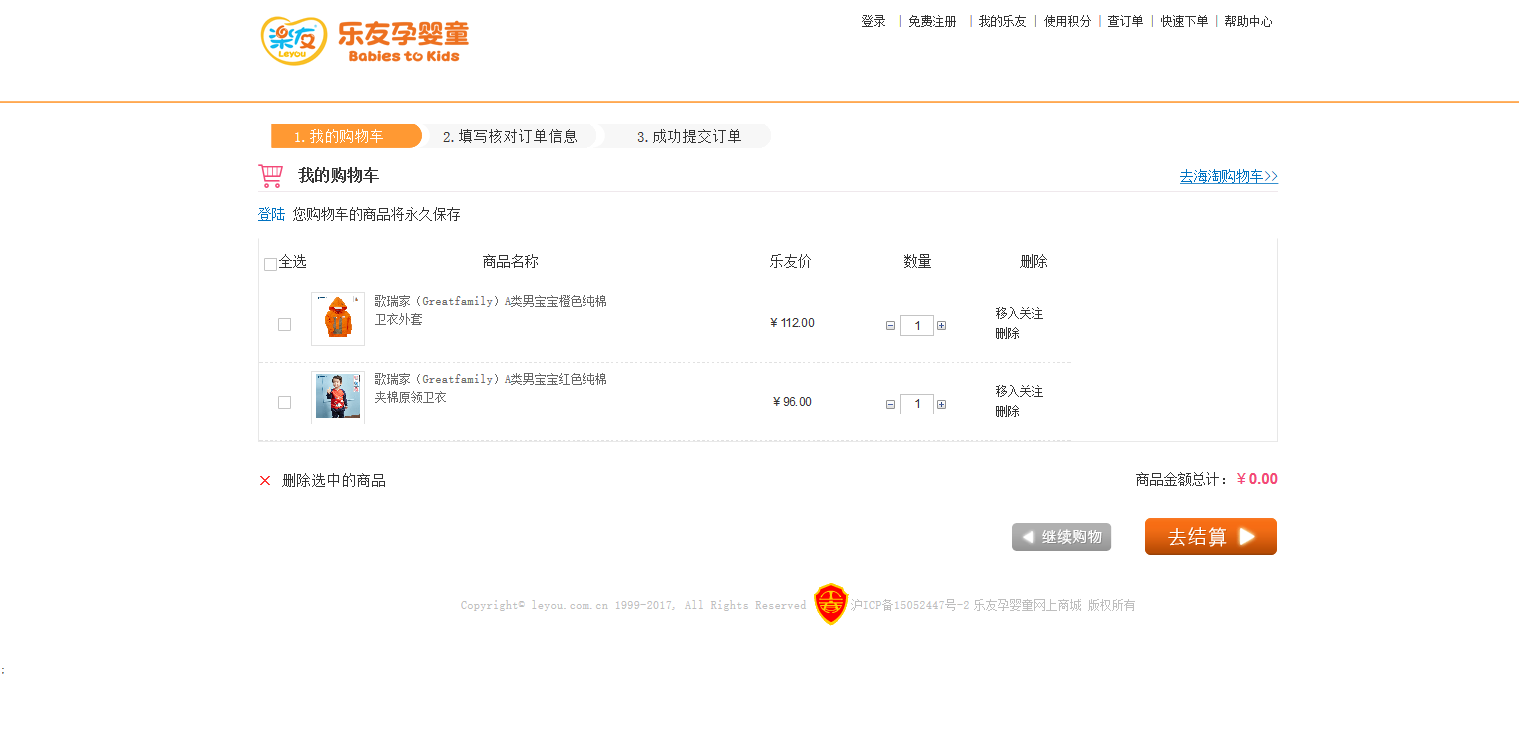 登录 | 免费注册 | 我的乐友 | 使用积分 | 查订单 | 快速下单 | 帮助中心
樂友 Leyou
乐友孕婴童
Babies to Kids
1.我的购物车 2.填写核对订单信息 3.成功提交订单
我的购物车 去海淘购物车>>
登陆 您购物车的商品将永久保存
全选 商品名称 乐友价 数量 删除
歌瑞家（Greatfamily）A类男宝宝橙色纯棉
卫衣外套
￥112.00 1 移入关注
删除
歌瑞家（Greatfamily）A类男宝宝红色纯棉
夹棉原领卫衣
￥96.00 1 移入关注
删除
删除选中的商品 商品金额总计：￥0.00
继续购物 去结算
Copyright© leyou.com.cn 1999-2017, All Rights Reserved 沪ICP备15052447号-2 乐友孕婴童网上商城 版权所有
;